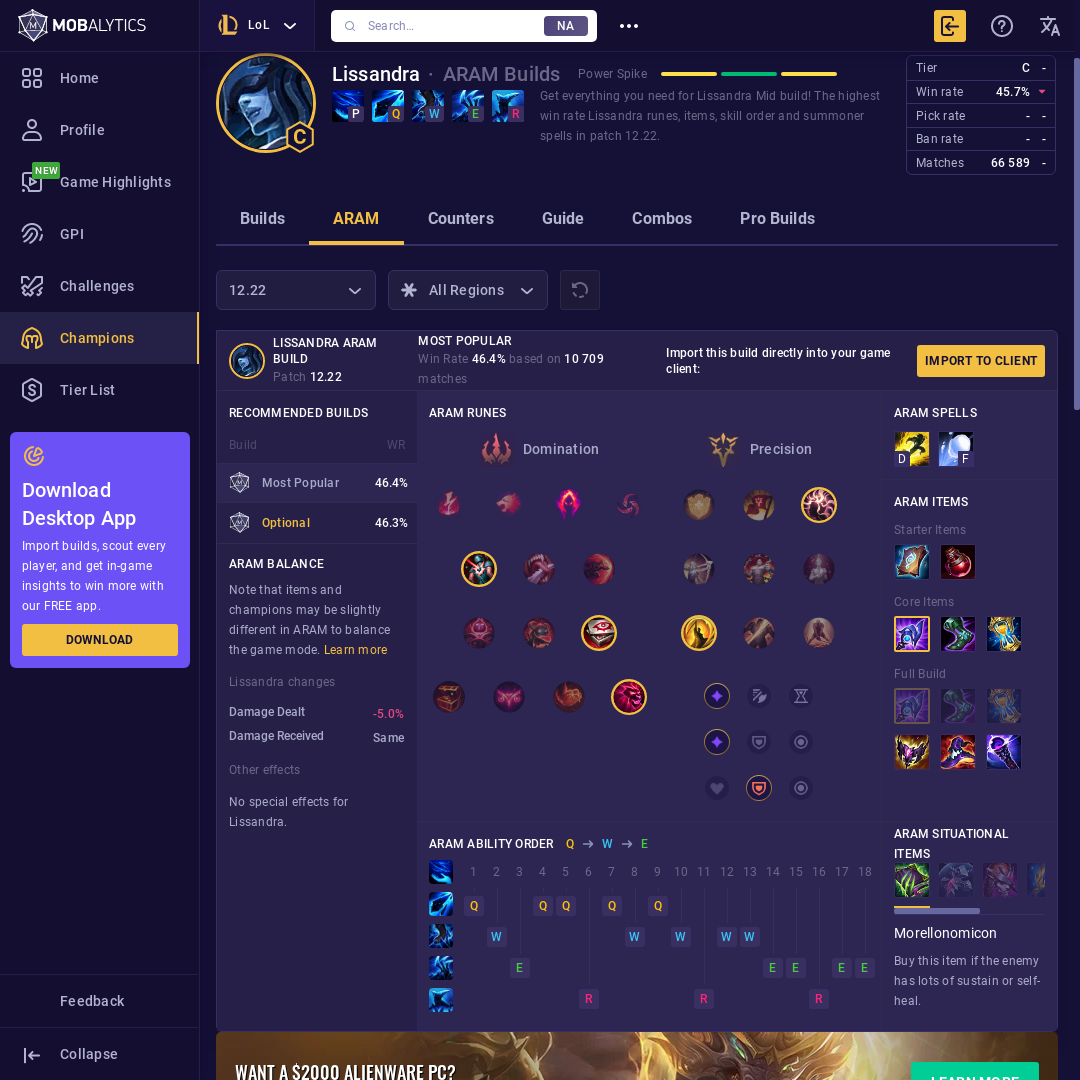 MOBALYTICS
LoL
Search...
NA
Home
Profile
NEW
Game Highlights
GPI
Challenges
Champions
Tier List
Download
Desktop App
Import builds, scout every
player, and get in-game
insights to win more with
our FREE app.
DOWNLOAD
Feedback
Collapse
C
Lissandra · ARAM Builds
Power Spike
P
Q
W
E
R
Get everything you need for Lissandra Mid build! The highest
win rate Lissandra runes, items, skill order and summoner
spells in patch 12.22.
Tier C -
Win rate 45.7%
Pick rate - -
Ban rate - -
Matches 66 589 -
Builds
ARAM
Counters
Guide
Combos
Pro Builds
12.22
All Regions
LISSANDRA ARAM
BUILD
Patch 12.22
MOST POPULAR
Win Rate 46.4% based on 10 709
matches
Import this build directly into your game
client:
IMPORT TO CLIENT
RECOMMENDED BUILDS
Build WR
Most Popular 46.4%
Optional 46.3%
ARAM BALANCE
Note that items and
champions may be slightly
different in ARAM to balance
the game mode. Learn more
Lissandra changes
Damage Dealt -5.0%
Damage Received Same
Other effects
No special effects for
Lissandra.
ARAM RUNES
Domination
Precision
ARAM ABILITY ORDER Q W E
1 2 3 4 5 6 7 8 9 10 11 12 13 14 15 16 17 18
Q Q Q Q Q
W W W W W
E E E E E
R R R
ARAM SPELLS
D
F
ARAM ITEMS
Starter Items
Core Items
Full Build
ARAM SITUATIONAL
ITEMS
Morellonomicon
Buy this item if the enemy
has lots of sustain or self-
heal.
WANT A $2000 ALIENWARE PC?
LEARN MORE